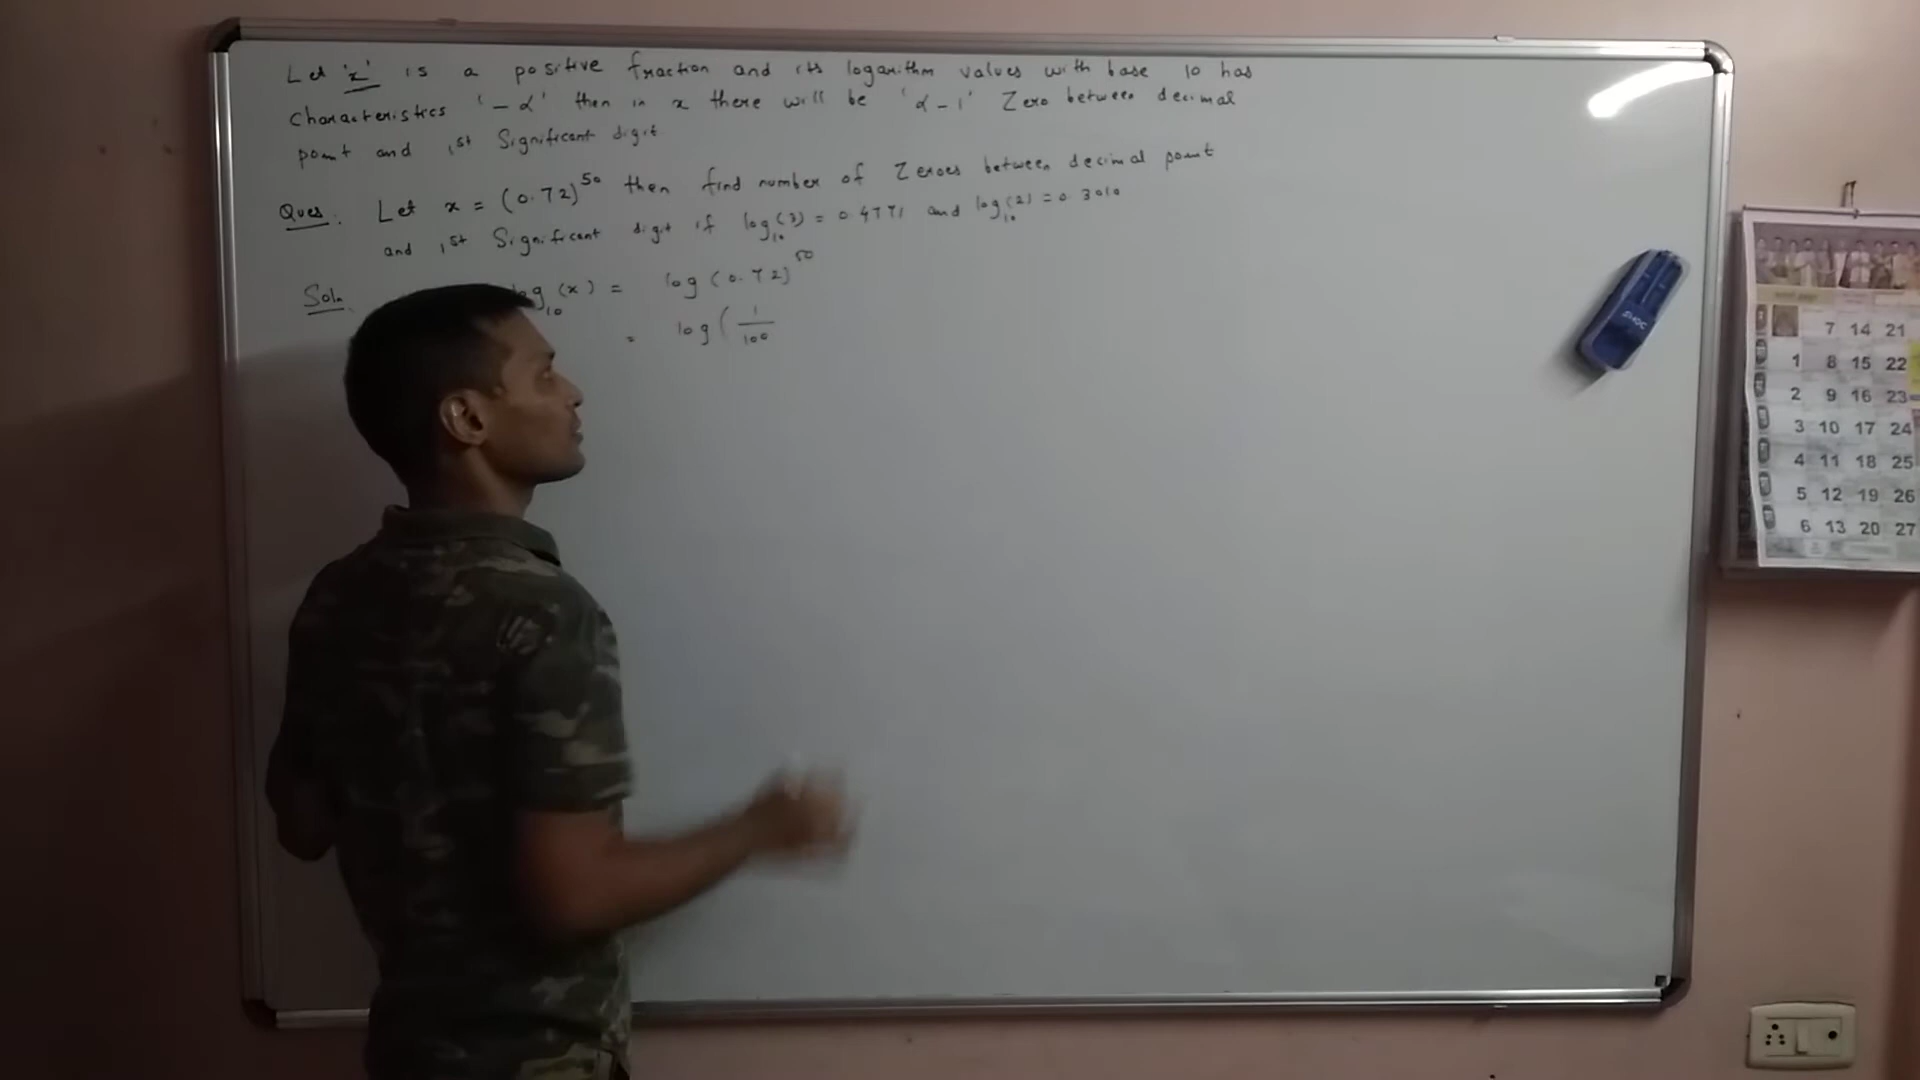 Let 'x' is a positive fraction and its logarithm values with base 10 has
characteristics '-α' then in x there will be 'α-1' Zero between decimal
point and 1st Significant digit
Ques. Let x = (0.72)^50 then find number of Zeroes between decimal point
and 1st Significant digit if log_10(3) = 0.4771 and log_10(2) = 0.3010
Soln. log_10(x) = log(0.72)^50
= log(1/100
7 14 21
1 8 15 22
2 9 16 23
3 10 17 24
4 11 18 25
5 12 19 26
6 13 20 27